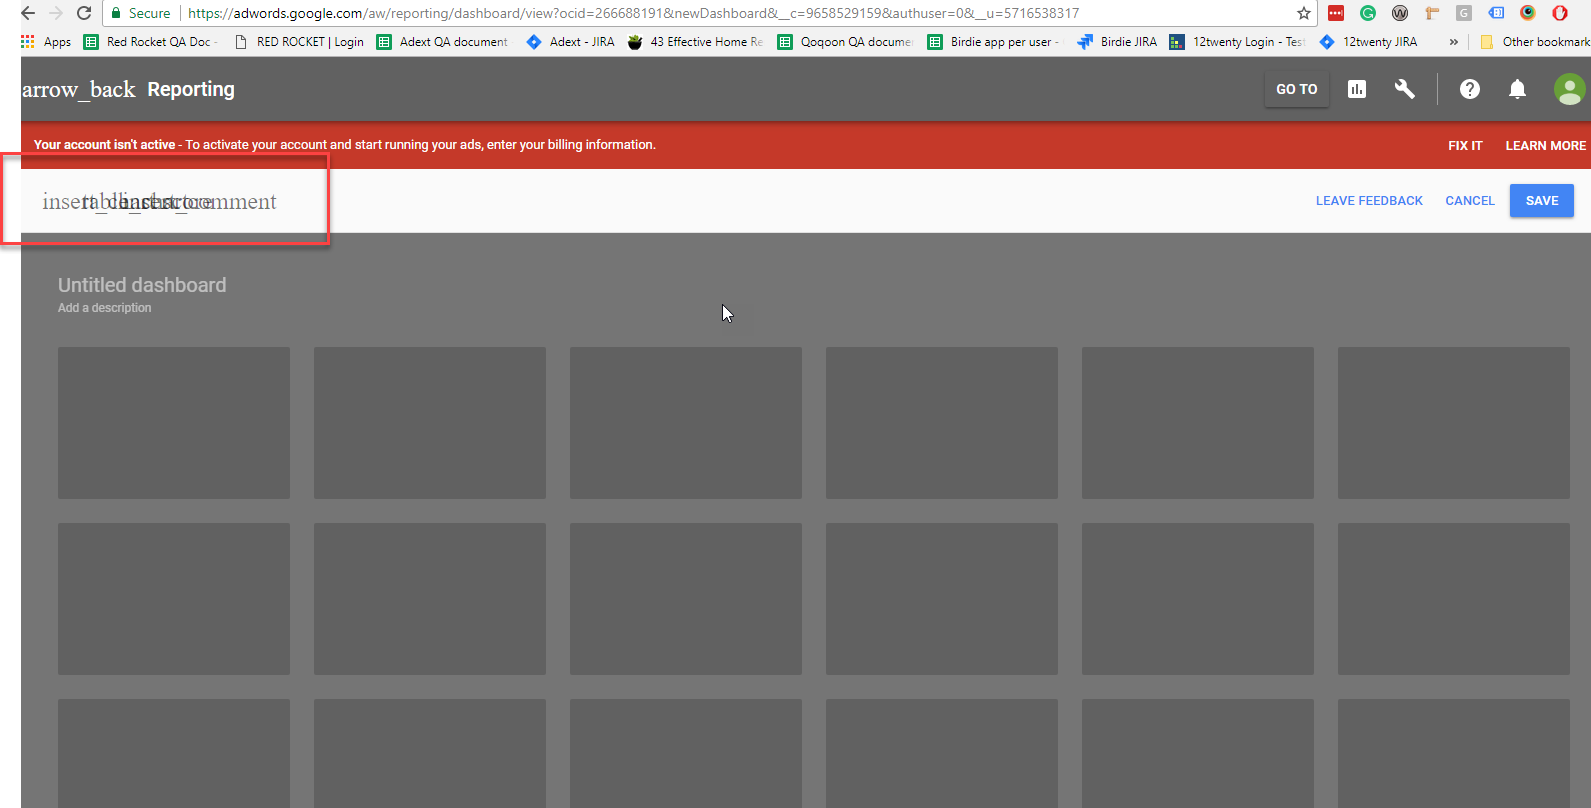 Secure https://adwords.google.com/aw/reporting/dashboard/view?ocid=266688191&newDashboard&__c=9658529159&authuser=0&__u=5716538317
Apps Red Rocket QA Doc - RED ROCKET | Login Adext QA document Adext - JIRA 43 Effective Home Re Qoqoon QA docume Birdie app per user - Birdie JIRA 12twenty Login - Test 12twenty JIRA » Other bookmark
arrow_back Reporting GO TO
Your account isn't active - To activate your account and start running your ads, enter your billing information. FIX IT LEARN MORE
insert_comment LEAVE FEEDBACK CANCEL SAVE
Untitled dashboard
Add a description